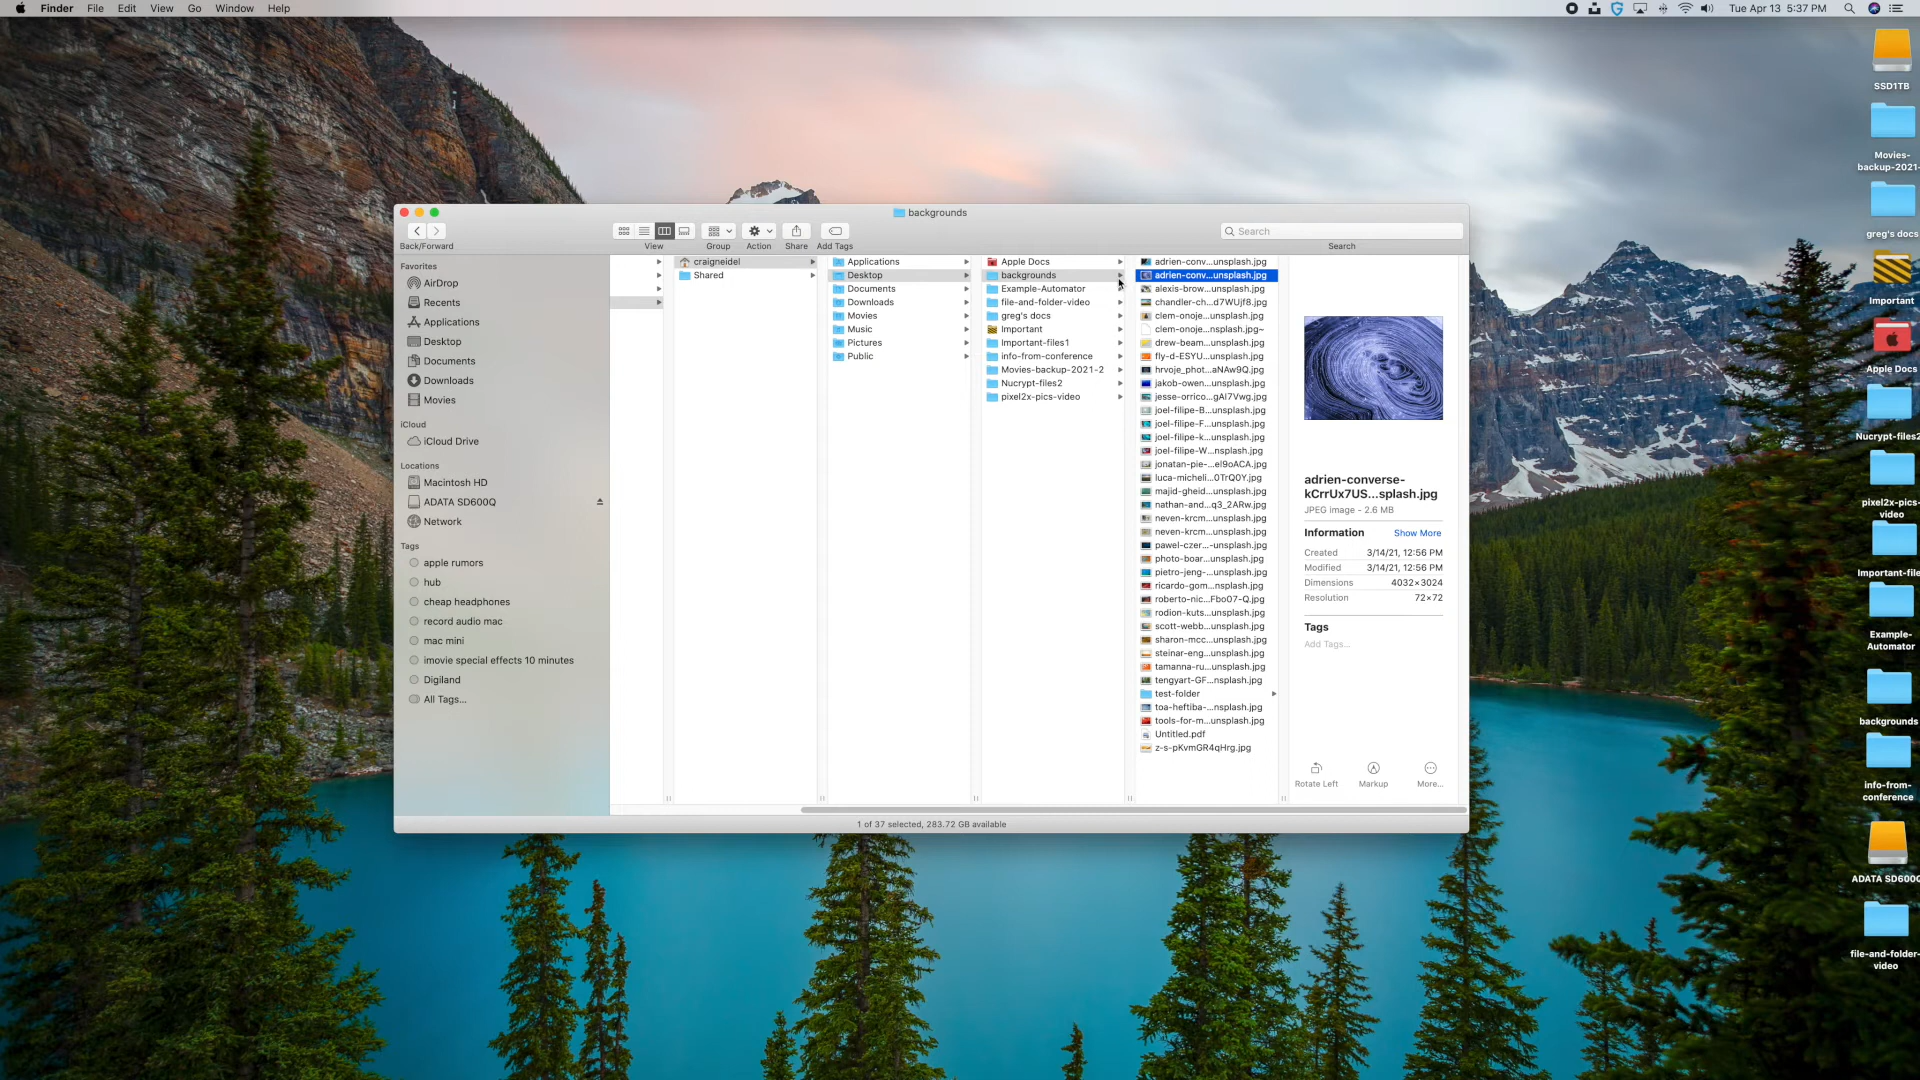 Finder File Edit View Go Window Help
Tue Apr 13 5:37 PM
backgrounds
Back/Forward
View
Group
Action
Share
Add Tags
Search
Search
Favorites
AirDrop
Recents
Applications
Desktop
Documents
Downloads
Movies
iCloud
iCloud Drive
Locations
Macintosh HD
ADATA SD600Q
Network
Tags
apple rumors
hub
cheap headphones
record audio mac
mac mini
imovie special effects 10 minutes
Digiland
All Tags...
craigneidel
Shared
Applications
Desktop
Documents
Downloads
Movies
Music
Pictures
Public
Apple Docs
backgrounds
Example-Automator
file-and-folder-video
greg's docs
Important
Important-files1
info-from-conference
Movies-backup-2021-2
Nucrypt-files2
pixel2x-pics-video
adrien-conv...unsplash.jpg
adrien-conv...unsplash.jpg
alexis-brow...unsplash.jpg
chandler-ch...d7WUjf8.jpg
clem-onoje...unsplash.jpg
clem-onoje...nsplash.jpg~
drew-beam...unsplash.jpg
fly-d-ESYU...unsplash.jpg
hrvoje_phot...aNAw9Q.jpg
jakob-owen...unsplash.jpg
jesse-orrico...gAI7Vwg.jpg
joel-filipe-B...unsplash.jpg
joel-filipe-F...unsplash.jpg
joel-filipe-k...unsplash.jpg
joel-filipe-W...nsplash.jpg
jonatan-pie-...el9oACA.jpg
luca-micheli...0TrQ0Y.jpg
majid-gheid...unsplash.jpg
nathan-and...q3_2ARw.jpg
neven-krcm...unsplash.jpg
neven-krcm...unsplash.jpg
pawel-czer...-unsplash.jpg
photo-boar...unsplash.jpg
pietro-jeng-...unsplash.jpg
ricardo-gom...nsplash.jpg
roberto-nic...Fbo07-Q.jpg
rodion-kuts...unsplash.jpg
scott-webb...unsplash.jpg
sharon-mcc...unsplash.jpg
steinar-eng...unsplash.jpg
tamanna-ru...unsplash.jpg
tengyart-GF...nsplash.jpg
test-folder
toa-heftiba-...nsplash.jpg
tools-for-m...unsplash.jpg
Untitled.pdf
z-s-pKvmGR4qHrg.jpg
adrien-converse-
kCrrUx7US...splash.jpg
JPEG image - 2.6 MB
Information Show More
Created 3/14/21, 12:56 PM
Modified 3/14/21, 12:56 PM
Dimensions 4032×3024
Resolution 72×72
Tags
Add Tags...
Rotate Left
Markup
More...
1 of 37 selected, 283.72 GB available
SSD1TB
Movies-
backup-2021-
greg's docs
Important
Apple Docs
Nucrypt-files2
pixel2x-pics-
video
Important-file
Example-
Automator
backgrounds
info-from-
conference
ADATA SD600Q
file-and-folder-
video